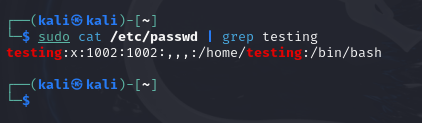 ┌──(kali㉿kali)-[~]
└─$ sudo cat /etc/passwd | grep testing
testing:x:1002:1002:,,,:/home/testing:/bin/bash
┌──(kali㉿kali)-[~]
└─$